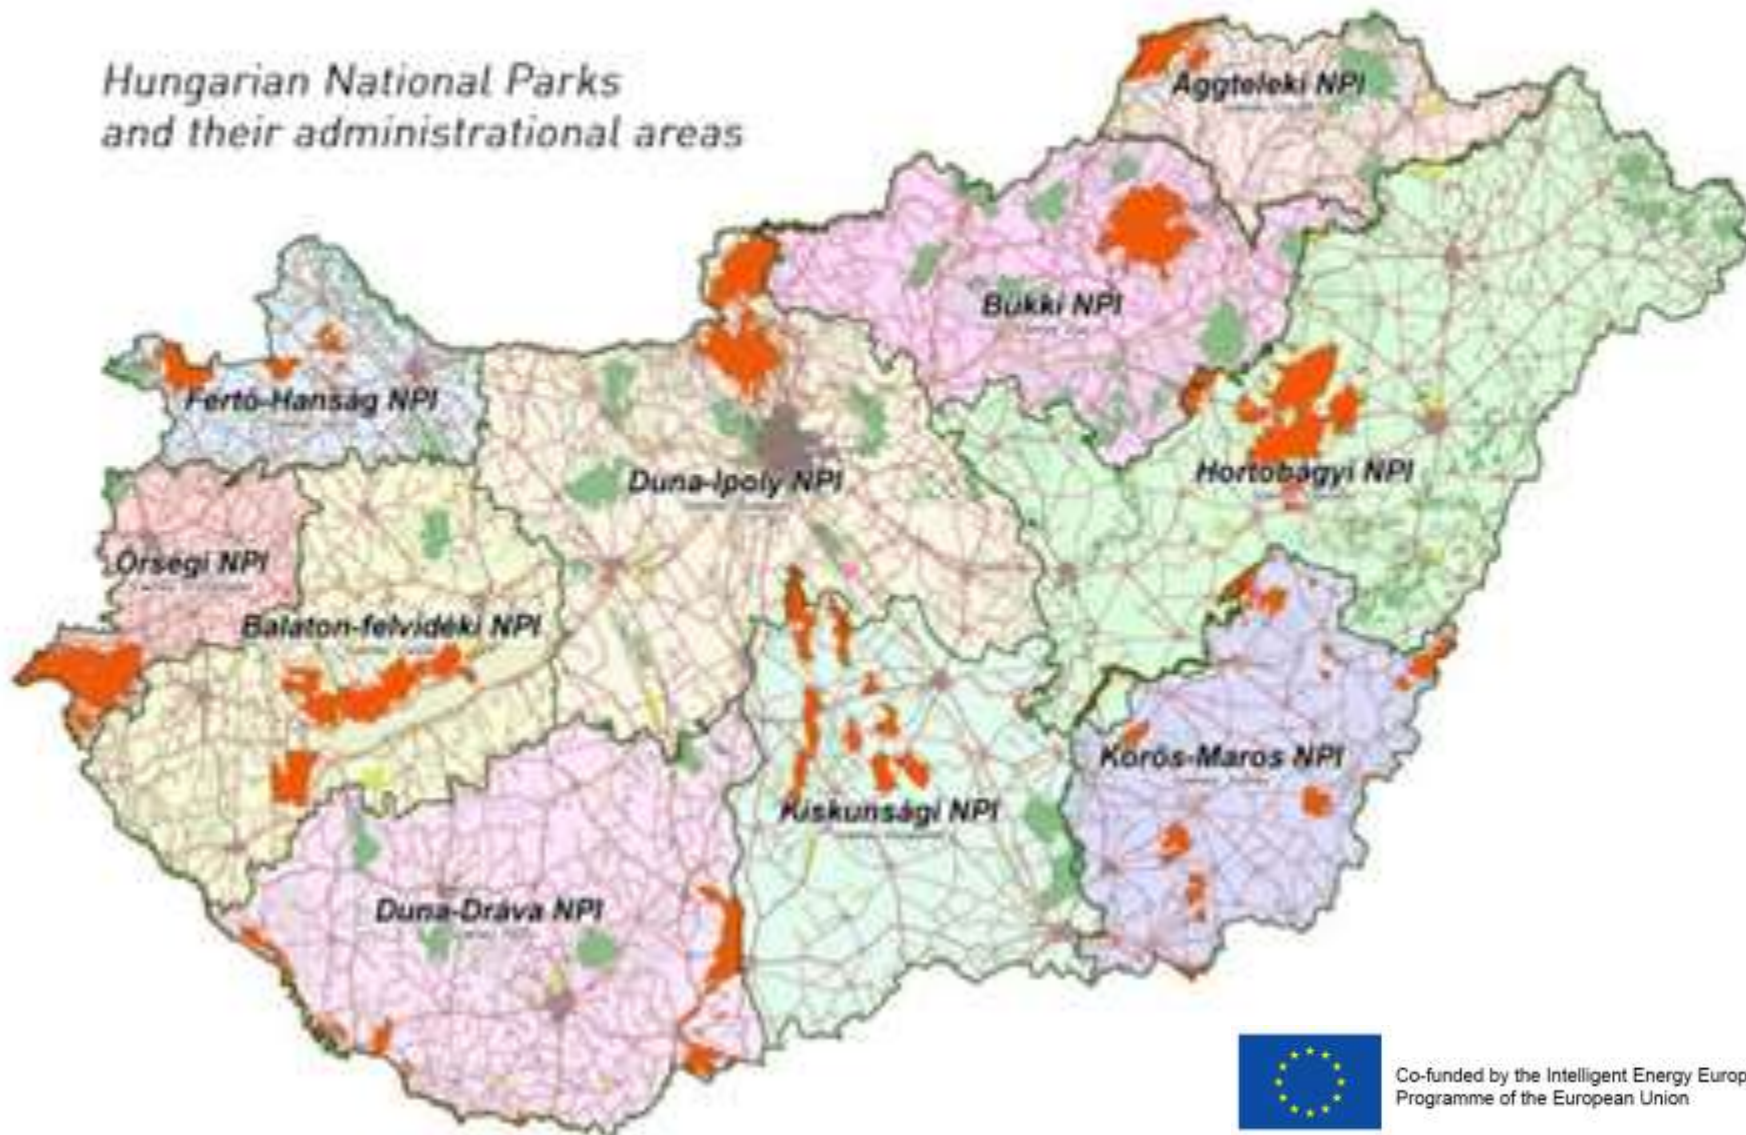 Hungarian National Parks
and their administrational areas
Aggteleki NPI
Bükki NPI
Fertő-Hanság NPI
Duna-Ipoly NPI
Hortobágyi NPI
Őrségi NPI
Balaton-felvidéki NPI
Körös-Maros NPI
Kiskunsági NPI
Duna-Dráva NPI
Co-funded by the Intelligent Energy Europ
Programme of the European Union